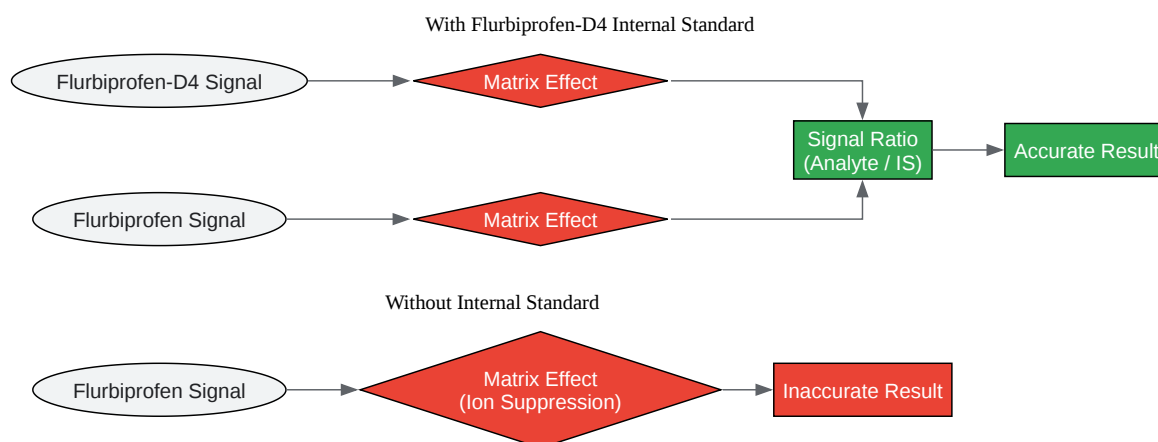 With Flurbiprofen-D4 Internal Standard
Flurbiprofen-D4 Signal
Matrix Effect
Signal Ratio
(Analyte / IS)
Accurate Result
Flurbiprofen Signal
Matrix Effect
Without Internal Standard
Flurbiprofen Signal
Matrix Effect
(Ion Suppression)
Inaccurate Result